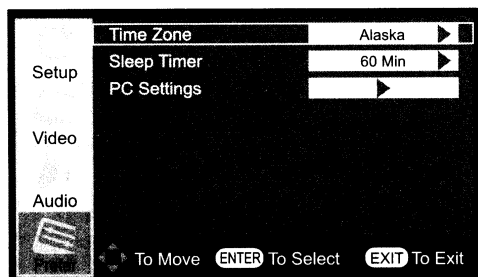 Time Zone Alaska
Sleep Timer 60 Min
PC Settings
Setup
Video
Audio
To Move ENTER To Select EXIT To Exit